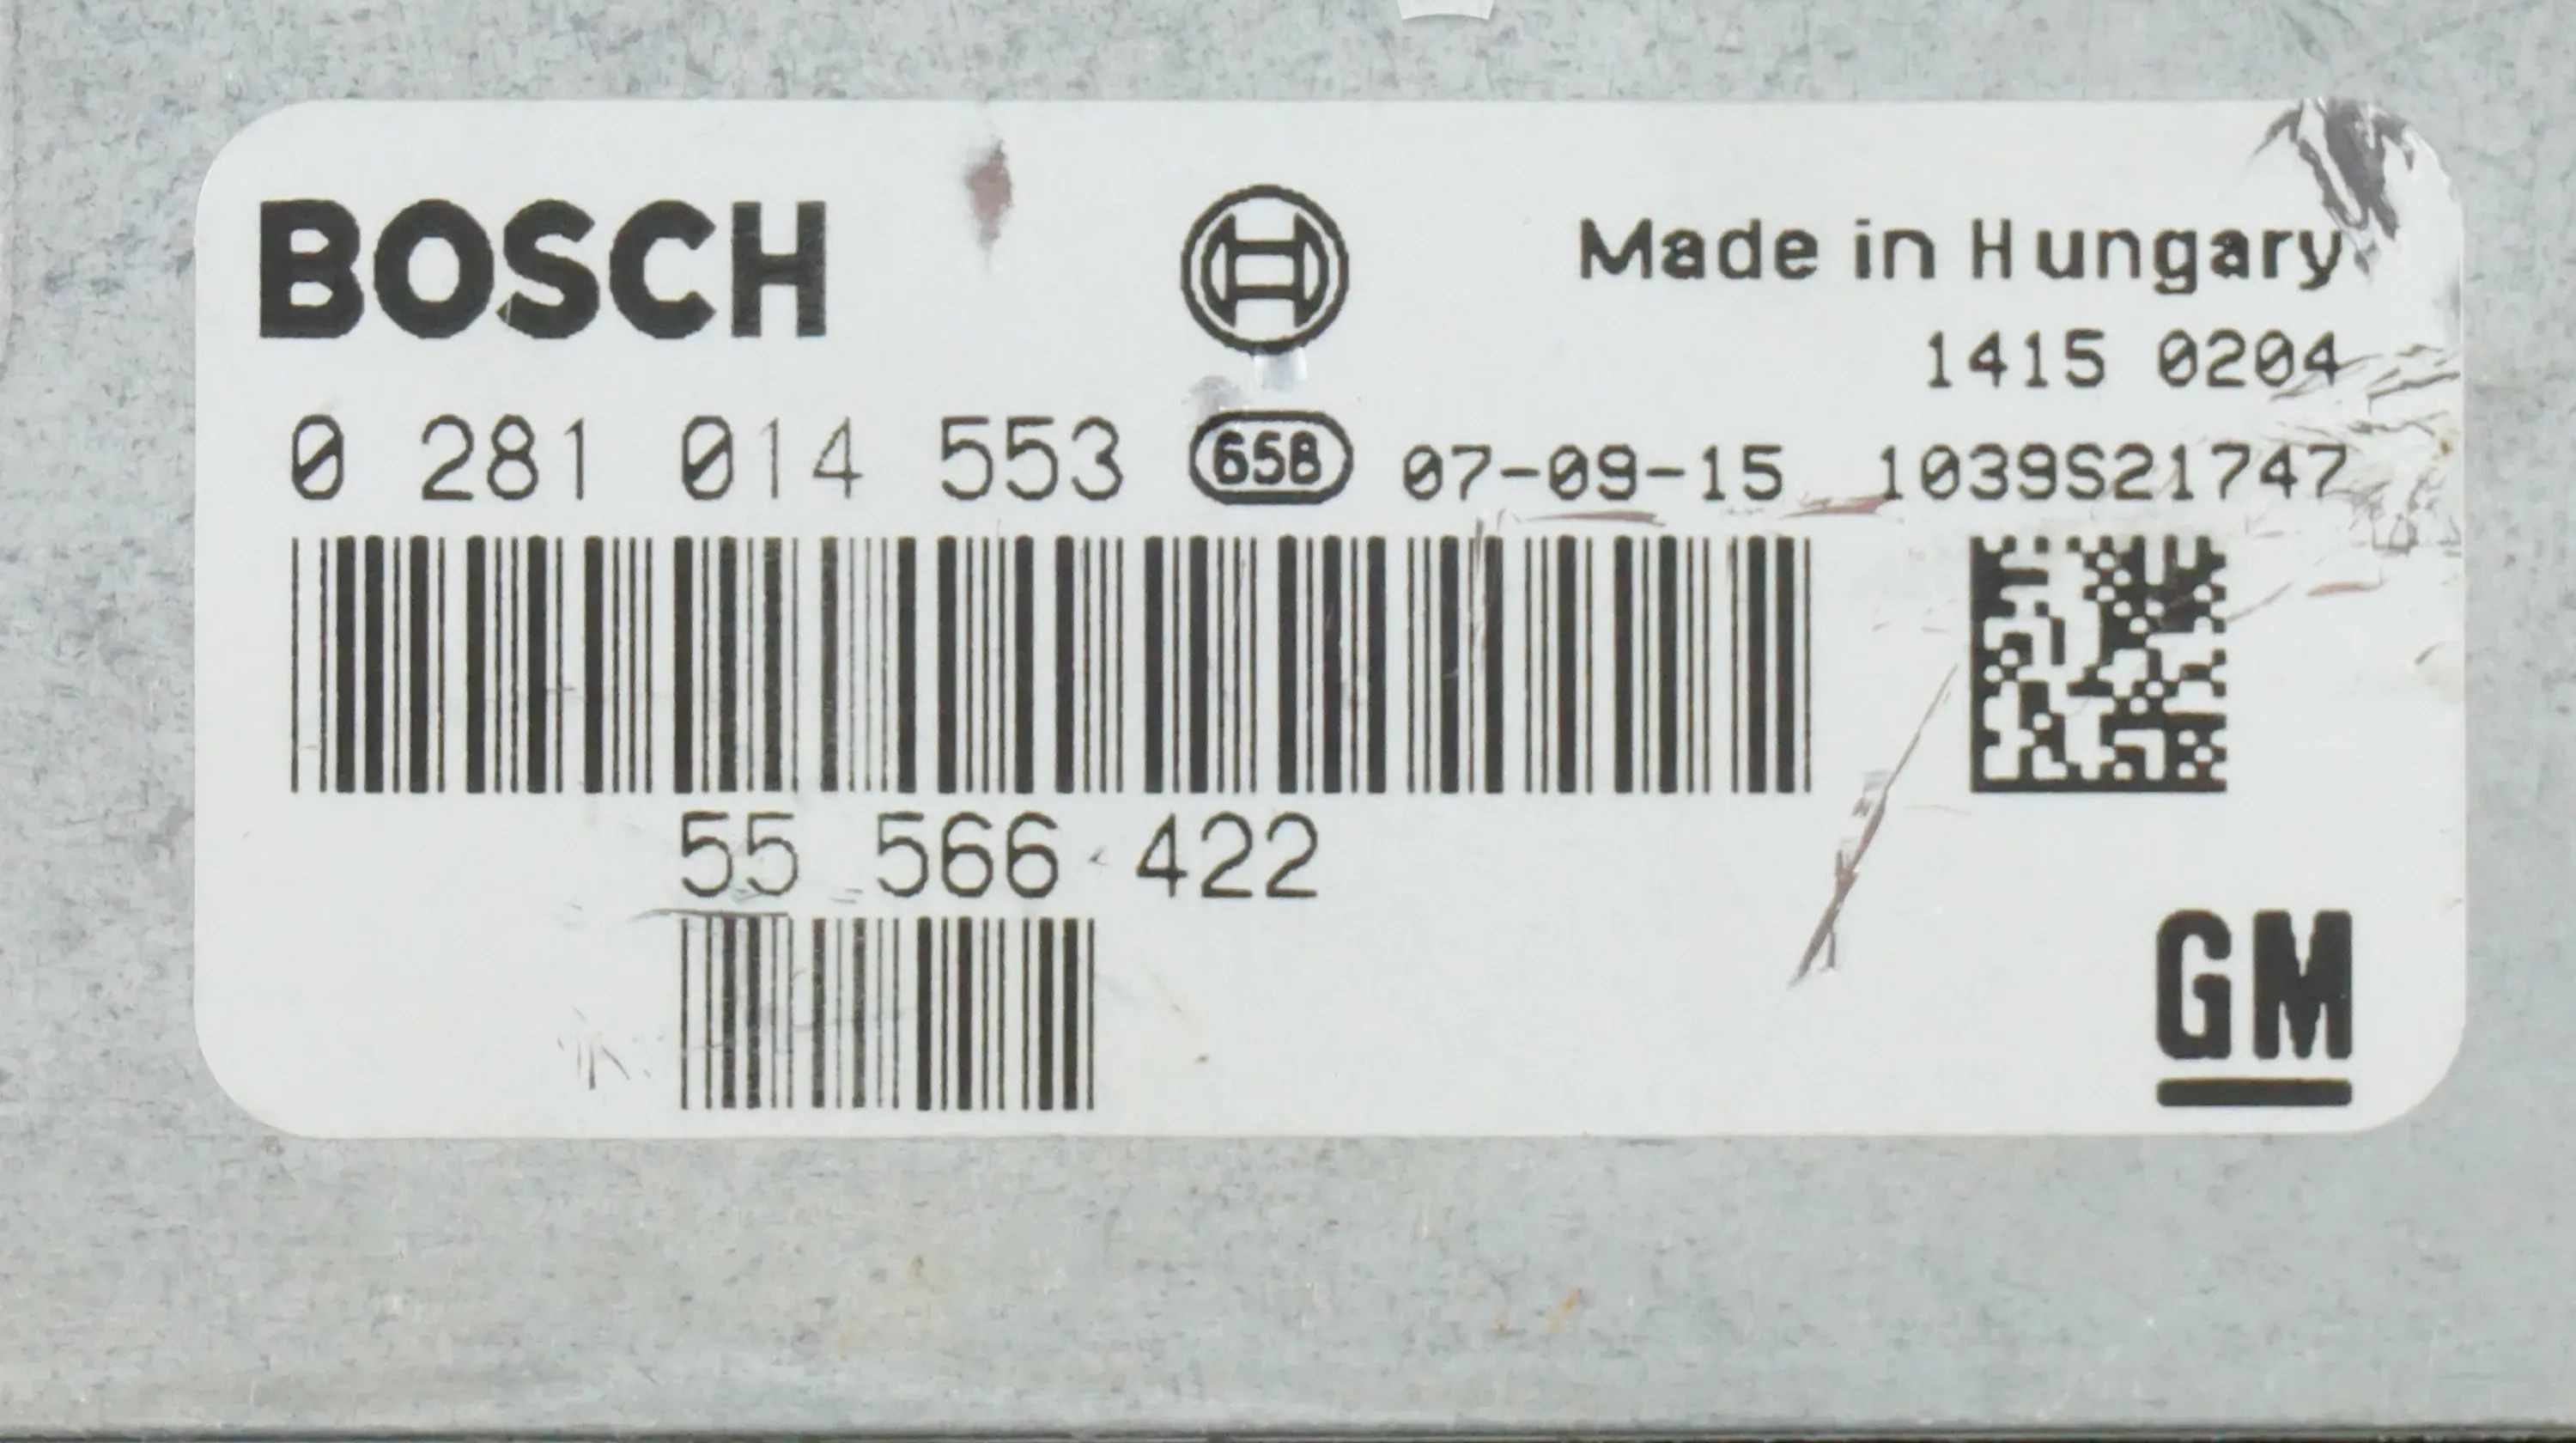 BOSCH
Made in Hungary
1415 0204
0 281 014 553 658 07-09-15 1039S21747
55 566 422
GM